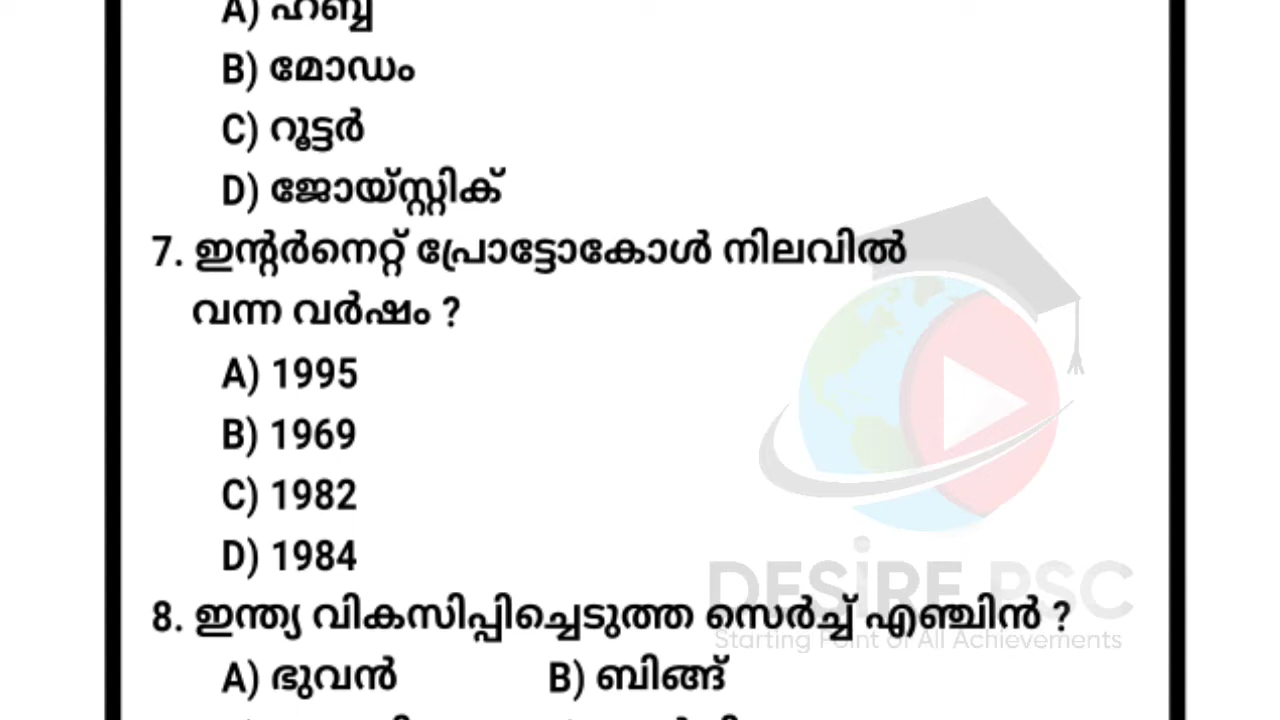 A) ഹബ്ബ്
B) മോഡം
C) റൂട്ടർ
D) ജോയ്സ്റ്റിക്
7. ഇന്റർനെറ്റ് പ്രോട്ടോകോൾ നിലവിൽ
വന്ന വർഷം ?
A) 1995
B) 1969
C) 1982
D) 1984
DESIRE PSC
Starting Point of All Achievements
8. ഇന്ത്യ വികസിപ്പിച്ചെടുത്ത സെർച്ച് എഞ്ചിൻ ?
A) ഭുവൻ B) ബിങ്ങ്